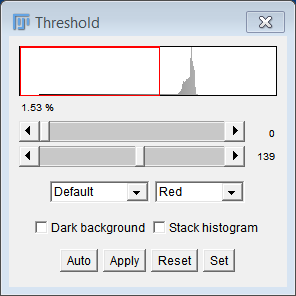 Threshold
1.53 %
0
139
Default Red
Dark background Stack histogram
Auto Apply Reset Set